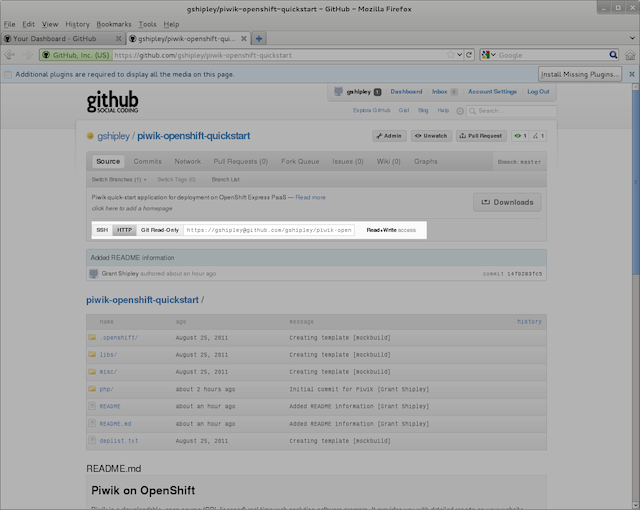 gshipley/piwik-openshift-quickstart – GitHub – Mozilla Firefox
File Edit View History Bookmarks Tools Help
Your Dashboard - GitHub
gshipley/piwik-openshift-qu...
GitHub, Inc. (US) https://github.com/gshipley/piwik-openshift-quickstart
Google
Additional plugins are required to display all the media on this page.
Install Missing Plugins...
github
SOCIAL CODING
gshipley 1 Dashboard Inbox 0 Account Settings Log Out
Explore GitHub Gist Blog Help Search...
gshipley / piwik-openshift-quickstart
Admin Unwatch Pull Request 1 1
Source Commits Network Pull Requests (0) Fork Queue Issues (0) Wiki (0) Graphs Branch: master
Switch Branches (1) Switch Tags (0) Branch List
Piwik quick-start application for deployment on OpenShift Express PaaS — Read more
click here to add a homepage
Downloads
SSH HTTP Git Read-Only https://gshipley@github.com/gshipley/piwik-open Read+Write access
Added README information
Grant Shipley authored about an hour ago
commit
piwik-openshift-quickstart /
name age message history
.openshift/ August 25, 2011 Creating template [mockbuild]
libs/ August 25, 2011 Creating template [mockbuild]
misc/ August 25, 2011 Creating template [mockbuild]
php/ about 2 hours ago Initial commit for Piwik [Grant Shipley]
README about an hour ago Added README information [Grant Shipley]
README.md about an hour ago Added README information [Grant Shipley]
deplist.txt August 25, 2011 Creating template [mockbuild]
README.md
Piwik on OpenShift